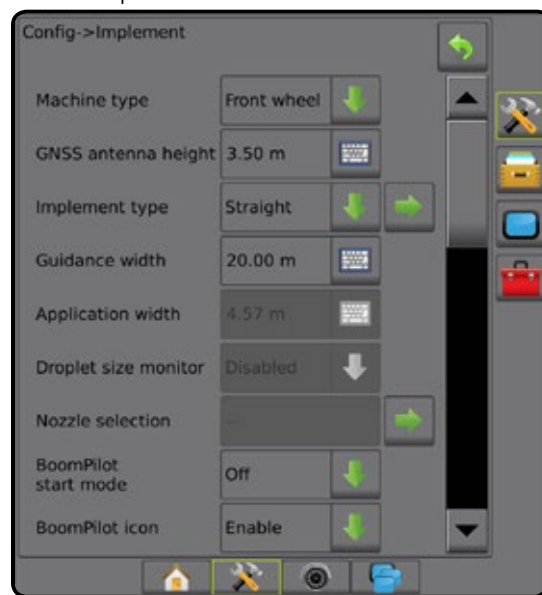 Config->Implement
Machine type Front wheel
GNSS antenna height 3.50 m
Implement type Straight
Guidance width 20.00 m
Application width 4.57 m
Droplet size monitor Disabled
Nozzle selection --
BoomPilot
start mode Off
BoomPilot icon Enable